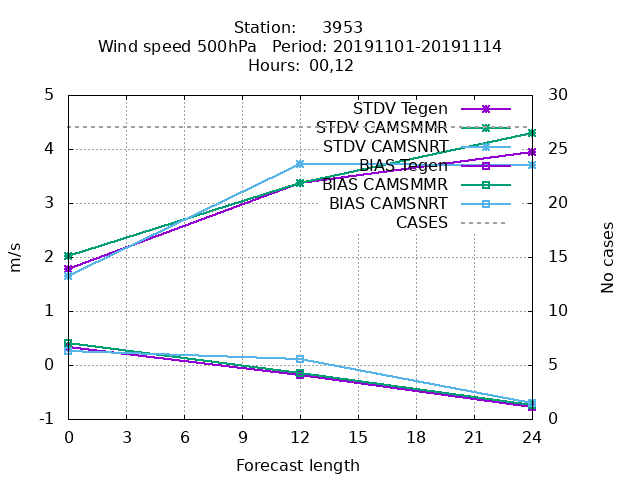 Station: 3953
Wind speed 500hPa Period: 20191101-20191114
Hours: 00,12
5 30
STDV Tegen
STDV CAMSMMR
4 25
STDV CAMSNRT
BIAS Tegen
BIAS CAMSMMR
3 20
BIAS CAMSNRT
CASES
m/s
No cases
2 15
1 10
0 5
-1 0
0 3 6 9 12 15 18 21 24
Forecast length